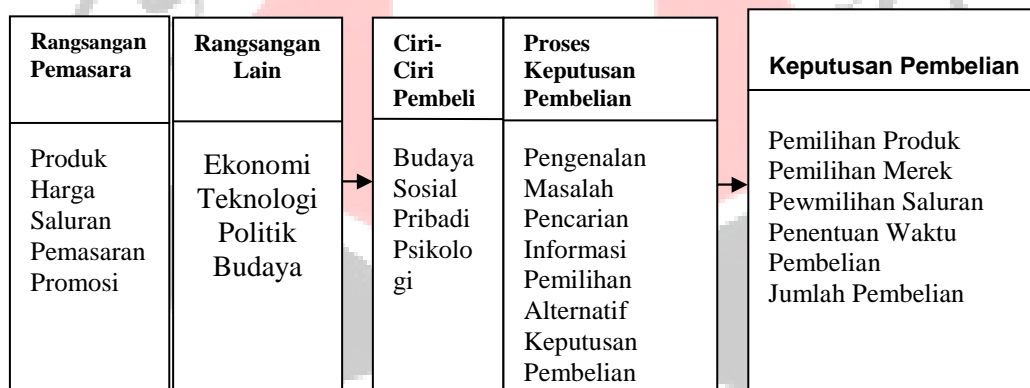 Rangsangan
Pemasara
Produk
Harga
Saluran
Pemasaran
Promosi
Rangsangan
Lain
Ekonomi
Teknologi
Politik
Budaya
Ciri-
Ciri
Pembeli
Budaya
Sosial
Pribadi
Psikolo
gi
Proses
Keputusan
Pembelian
Pengenalan
Masalah
Pencarian
Informasi
Pemilihan
Alternatif
Keputusan
Pembelian
Keputusan Pembelian
Pemilihan Produk
Pemilihan Merek
Pewmilihan Saluran
Penentuan Waktu
Pembelian
Jumlah Pembelian